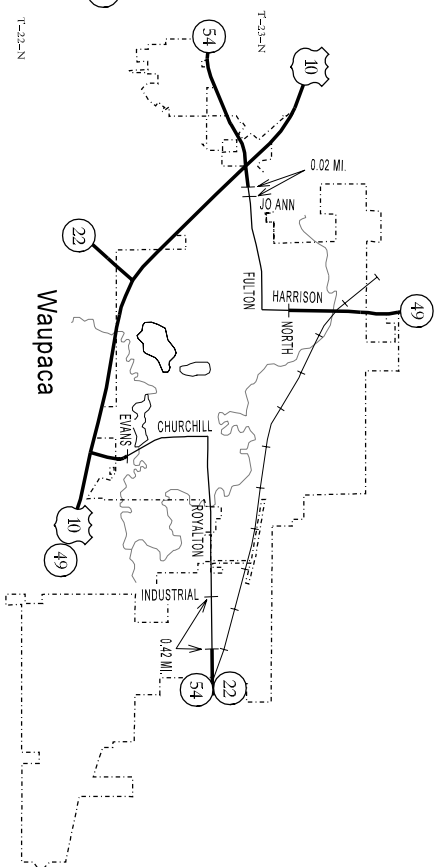 T-22-N
T-23-N
54
10
0.02 MI.
JO ANN
22
FULTON
HARRISON
NORTH
49
Waupaca
CHURCHILL
EVANS
ROYALTON
10
49
INDUSTRIAL
0.42 MI.
54
22